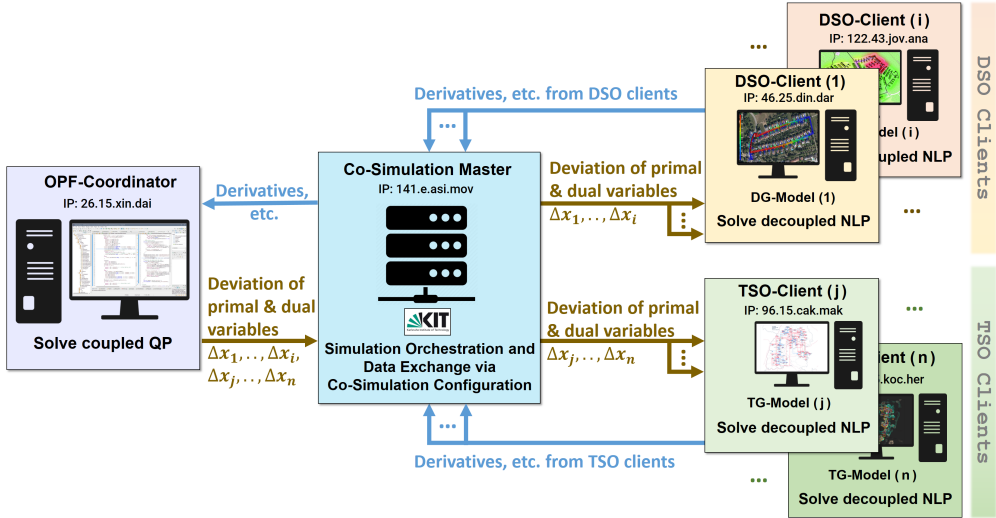 OPF-Coordinator
IP: 26.15.xin.dai
Solve coupled QP
Derivatives,
etc.
Deviation of
primal & dual
variables
Δx₁,..,Δxᵢ,
Δxⱼ,..,Δxₙ
Derivatives, etc. from DSO clients
...
Co-Simulation Master
IP: 141.e.asi.mov
KIT
Simulation Orchestration and
Data Exchange via
Co-Simulation Configuration
...
Derivatives, etc. from TSO clients
Deviation of primal
& dual variables
Δx₁,..,Δxᵢ
...
Deviation of primal
& dual variables
Δxⱼ,..,Δxₙ
...
...
DSO-Client (i)
IP: 122.43.jov.ana
(i)
NLP
DSO-Client (1)
IP: 46.25.din.dar
DG-Model (1)
Solve decoupled NLP
...
DSO Clients
TSO-Client (j)
IP: 96.15.cak.mak
TG-Model (j)
Solve decoupled NLP
...
(n)
.koc.her
TG-Model (n)
Solve decoupled NLP
...
TSO Clients